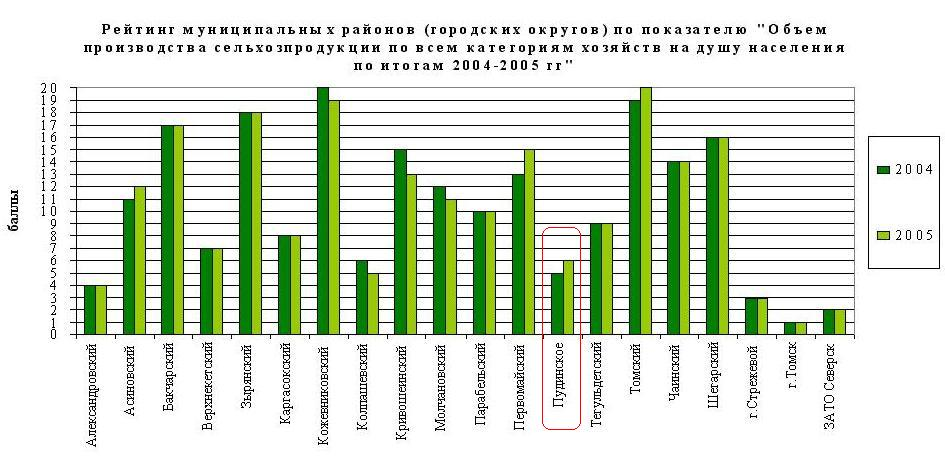 Рейтинг муниципальных районов (городских округов) по показателю "Объем
производства сельхозпродукции по всем категориям хозяйств на душу населения
по итогам 2004-2005 гг"
баллы
20
19
18
17
16
15
14
13
12
11
10
9
8
7
6
5
4
3
2
1
0
Александровский
Асиновский
Бакчарский
Верхнекетский
Зырянский
Каргасокский
Кожевниковский
Колпашевский
Кривошеинский
Молчановский
Парабельский
Первомайский
Пудинское
Тегульдетский
Томский
Чаинский
Шегарский
г.Стрежевой
г.Томск
ЗАТО Северск
2004
2005